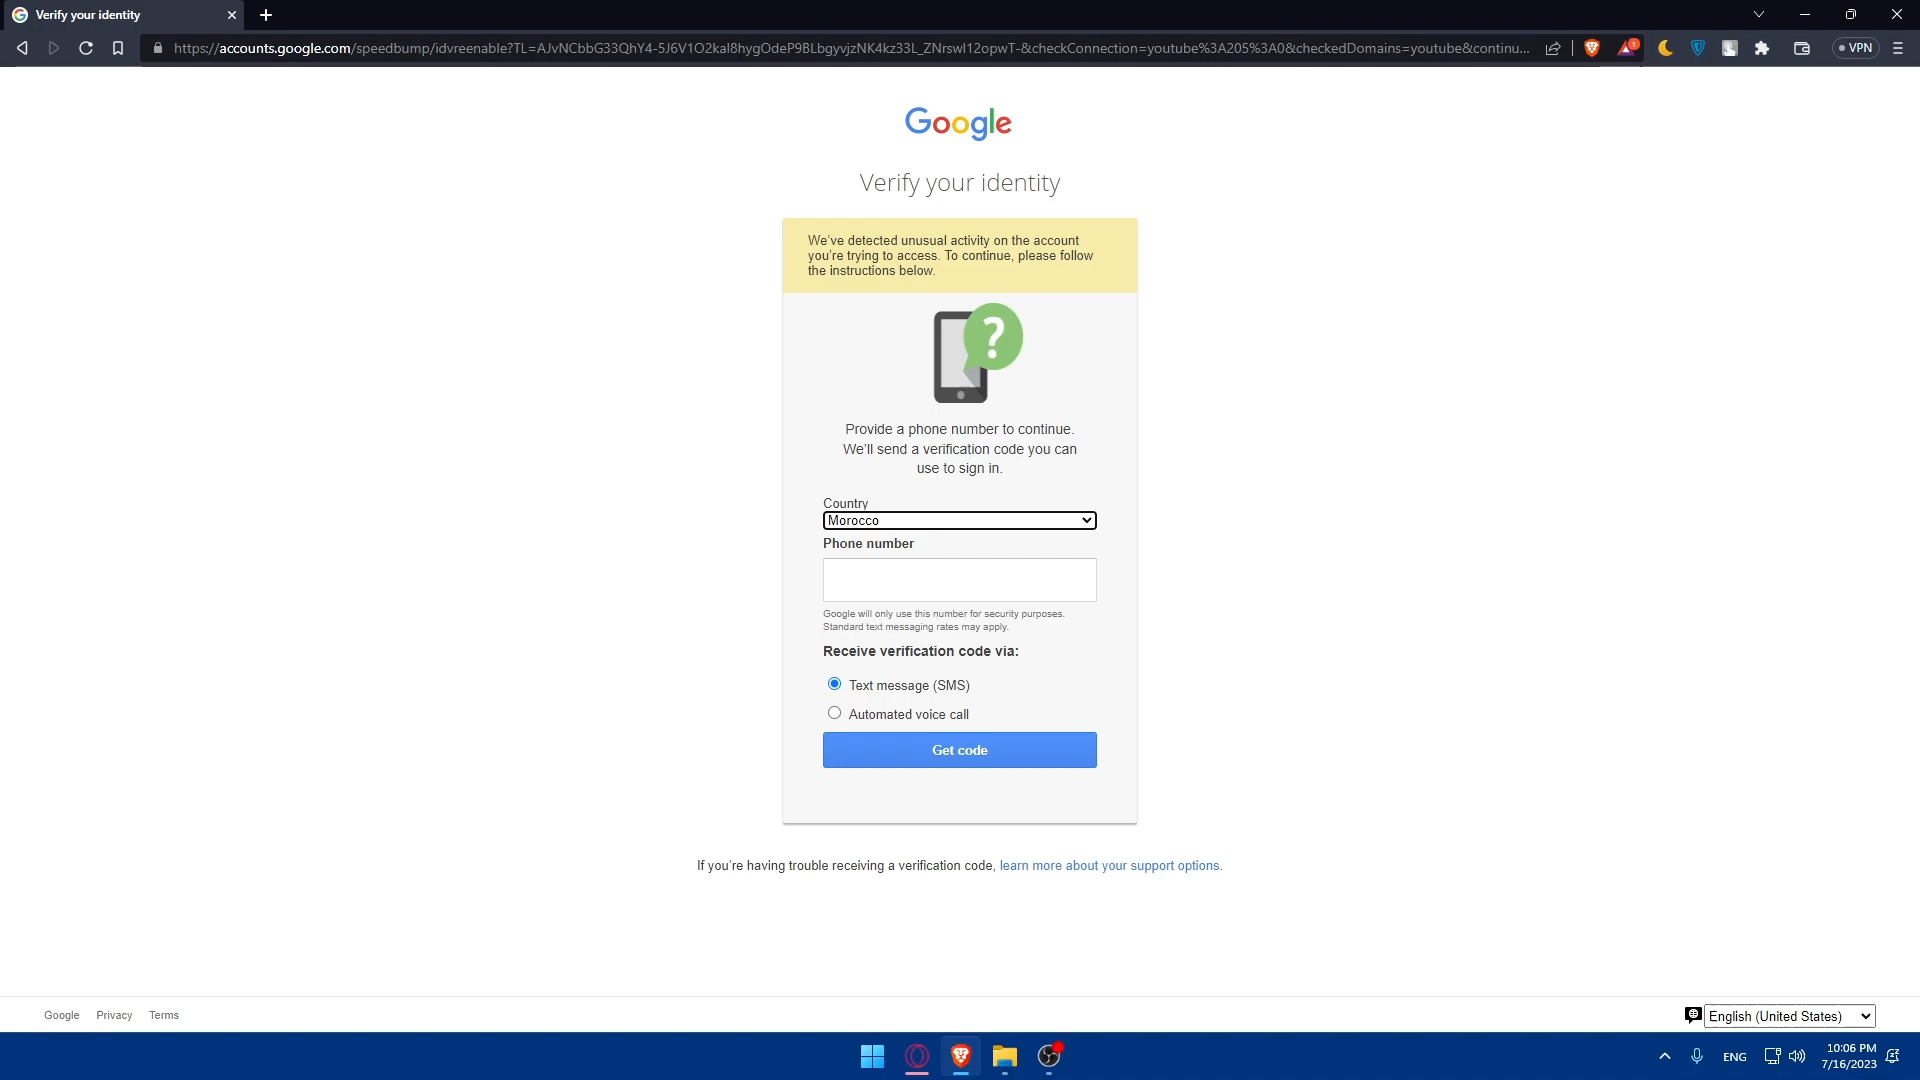 Verify your identity
https://accounts.google.com/speedbump/idvreenable?TL=AJvNCbbG33QhY4-5J6V1O2kal8hygOdeP9BLbgyvjzNK4kz33L_ZNrswl12opwT-&checkConnection=youtube%3A205%3A0&checkedDomains=youtube&continu...
1
VPN
Google
Verify your identity
We've detected unusual activity on the account
you're trying to access. To continue, please follow
the instructions below.
?
Provide a phone number to continue.
We'll send a verification code you can
use to sign in.
Country
Morocco
Phone number
Google will only use this number for security purposes.
Standard text messaging rates may apply.
Receive verification code via:
Text message (SMS)
Automated voice call
Get code
If you're having trouble receiving a verification code, learn more about your support options.
Google Privacy Terms
English (United States)
ENG
10:06 PM
7/16/2023